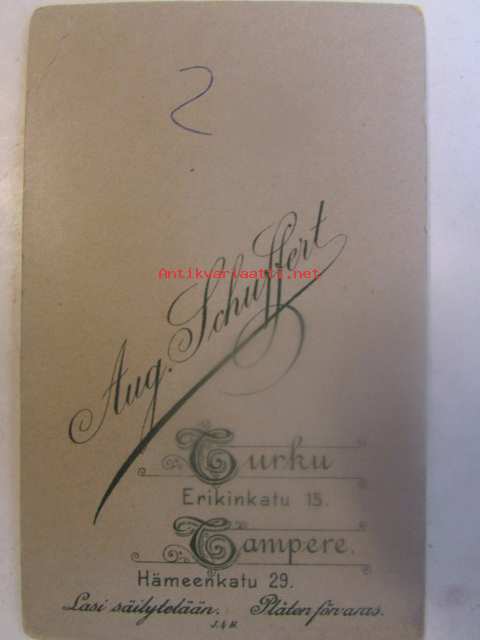 2
Antikvariaatti.net
Aug. Schuffert
Turku
Erikinkatu 15.
Tampere.
Hämeenkatu 29.
Lasi säilytetään. Plåten förvaras.
J. & M.